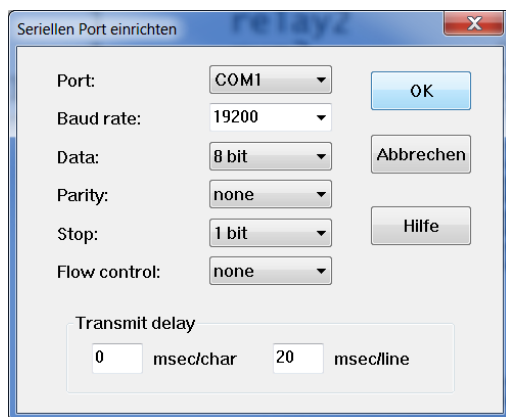 relay2
Seriellen Port einrichten
Port: COM1
OK
Baud rate: 19200
Data: 8 bit
Abbrechen
Parity: none
Stop: 1 bit
Hilfe
Flow control: none
Transmit delay
0 msec/char 20 msec/line